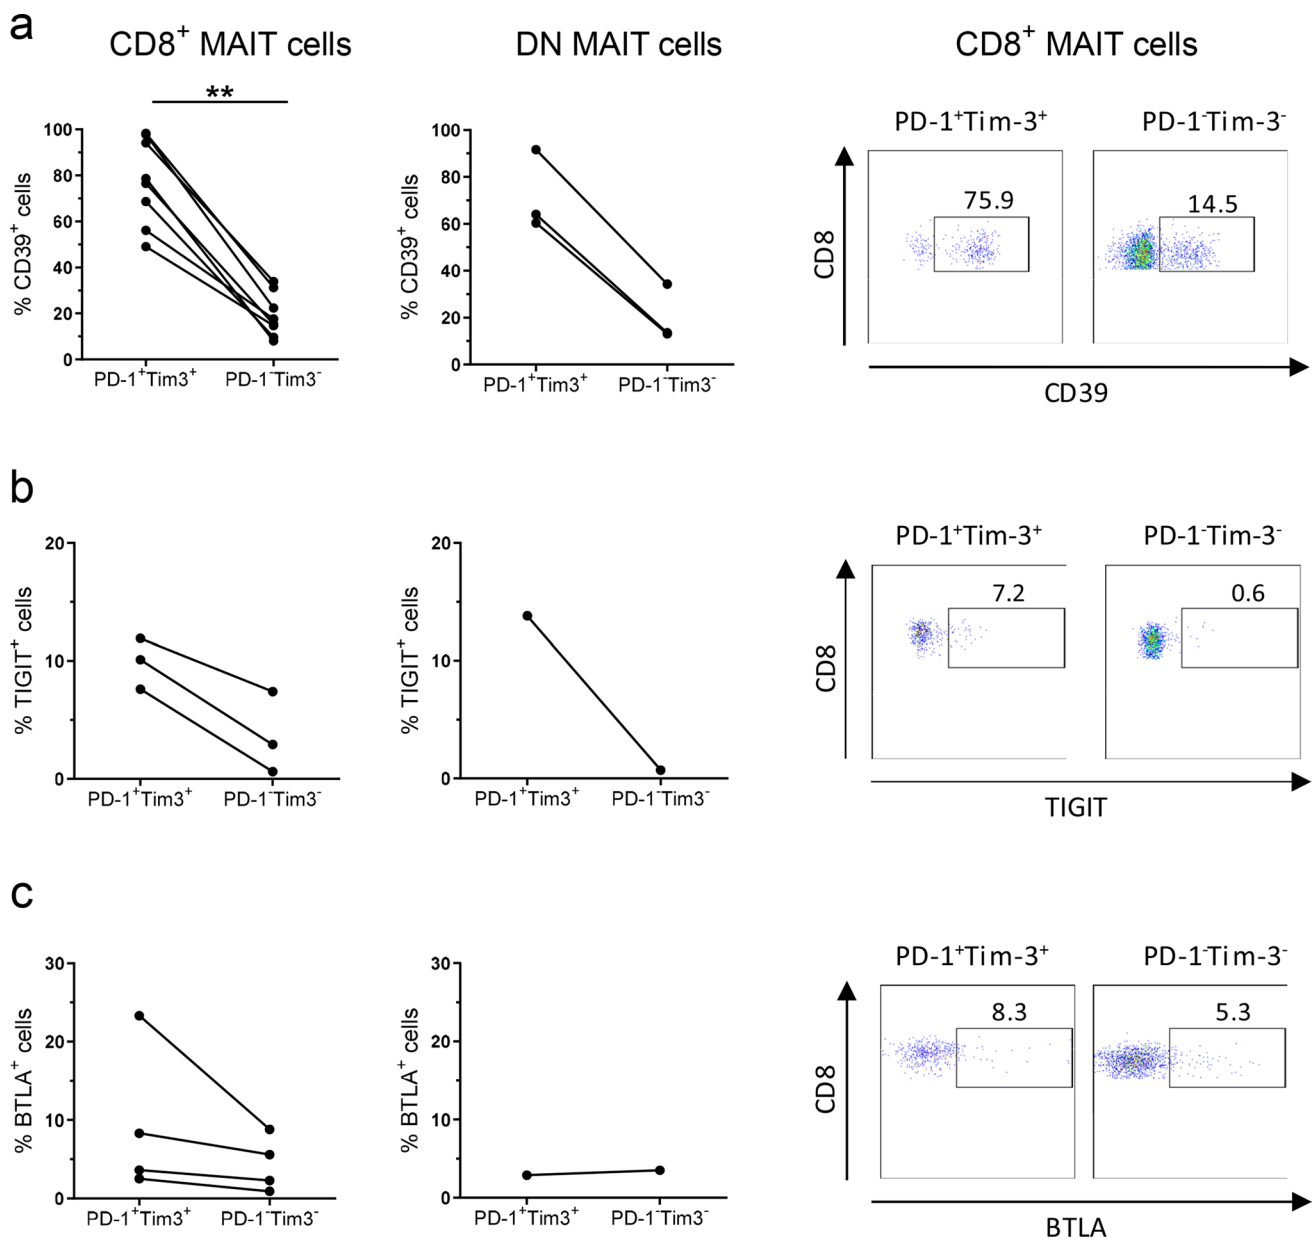 a
CD8⁺ MAIT cells
DN MAIT cells
CD8⁺ MAIT cells
**
% CD39⁺ cells
100
80
60
40
20
0
PD-1⁺Tim3⁺ PD-1⁻Tim3⁻
% CD39⁺ cells
100
80
60
40
20
0
PD-1⁺Tim3⁺ PD-1⁻Tim3⁻
PD-1⁺Tim-3⁺ PD-1⁻Tim-3⁻
75.9 14.5
CD8
CD39
b
% TIGIT⁺ cells
20
10
0
PD-1⁺Tim3⁺ PD-1⁻Tim3⁻
% TIGIT⁺ cells
20
10
0
PD-1⁺Tim3⁺ PD-1⁻Tim3⁻
PD-1⁺Tim-3⁺ PD-1⁻Tim-3⁻
7.2 0.6
CD8
TIGIT
c
% BTLA⁺ cells
30
20
10
0
PD-1⁺Tim3⁺ PD-1⁻Tim3⁻
% BTLA⁺ cells
30
20
10
0
PD-1⁺Tim3⁺ PD-1⁻Tim3⁻
PD-1⁺Tim-3⁺ PD-1⁻Tim-3⁻
8.3 5.3
CD8
BTLA